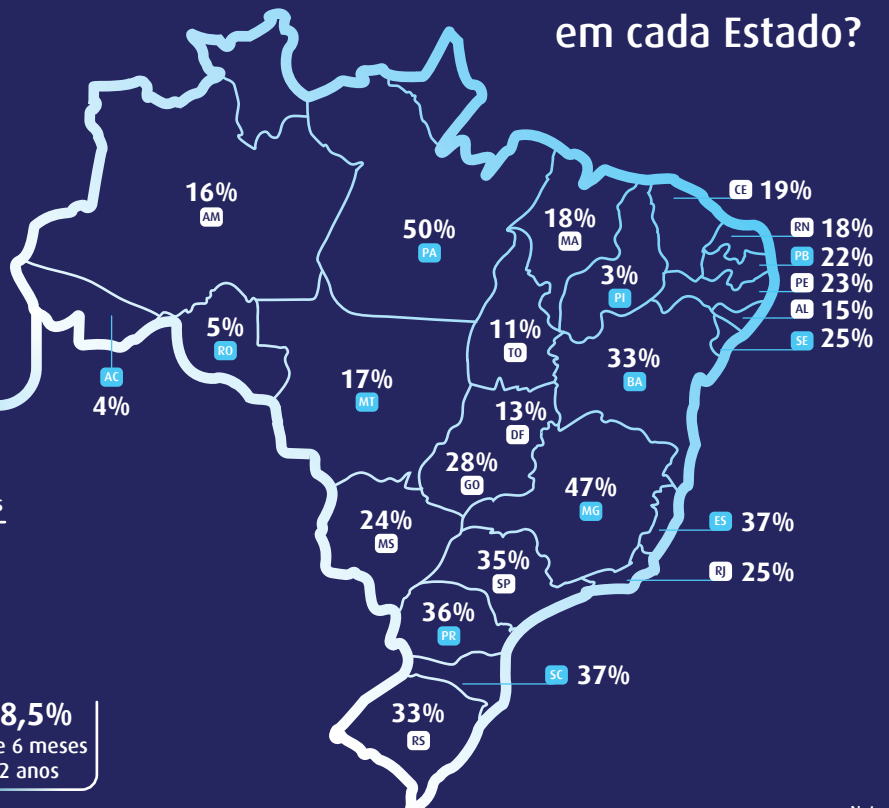 em cada Estado?
CE 19%
16%
AM
18%
MA
RN 18%
50%
PA
PB 22%
3%
PI
PE 23%
AL 15%
5%
RO
11%
TO
SE 25%
33%
BA
AC
4%
17%
MT
13%
DF
28%
GO
47%
MG
24%
MS
ES 37%
35%
SP
RJ 25%
36%
PR
SC 37%
33%
RS
8,5%
e 6 meses
2 anos